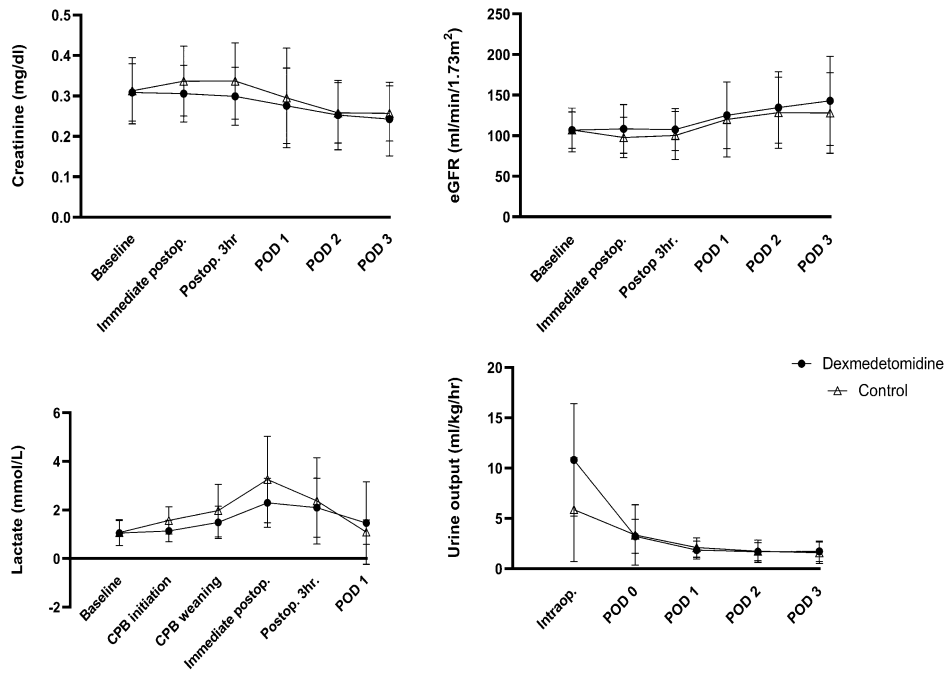 Creatinine (mg/dl)
0.5
0.4
0.3
0.2
0.1
0.0
Baseline
Immediate postop.
Postop. 3hr
POD 1
POD 2
POD 3
eGFR (ml/min/1.73m²)
250
200
150
100
50
0
Baseline
Immediate postop.
Postop 3hr.
POD 1
POD 2
POD 3
Lactate (mmol/L)
6
4
2
0
-2
Baseline
CPB initiation
CPB weaning
Immediate postop.
Postop. 3hr.
POD 1
Urine output (ml/kg/hr)
20
15
10
5
0
Intraop.
POD 0
POD 1
POD 2
POD 3
Dexmedetomidine
Control